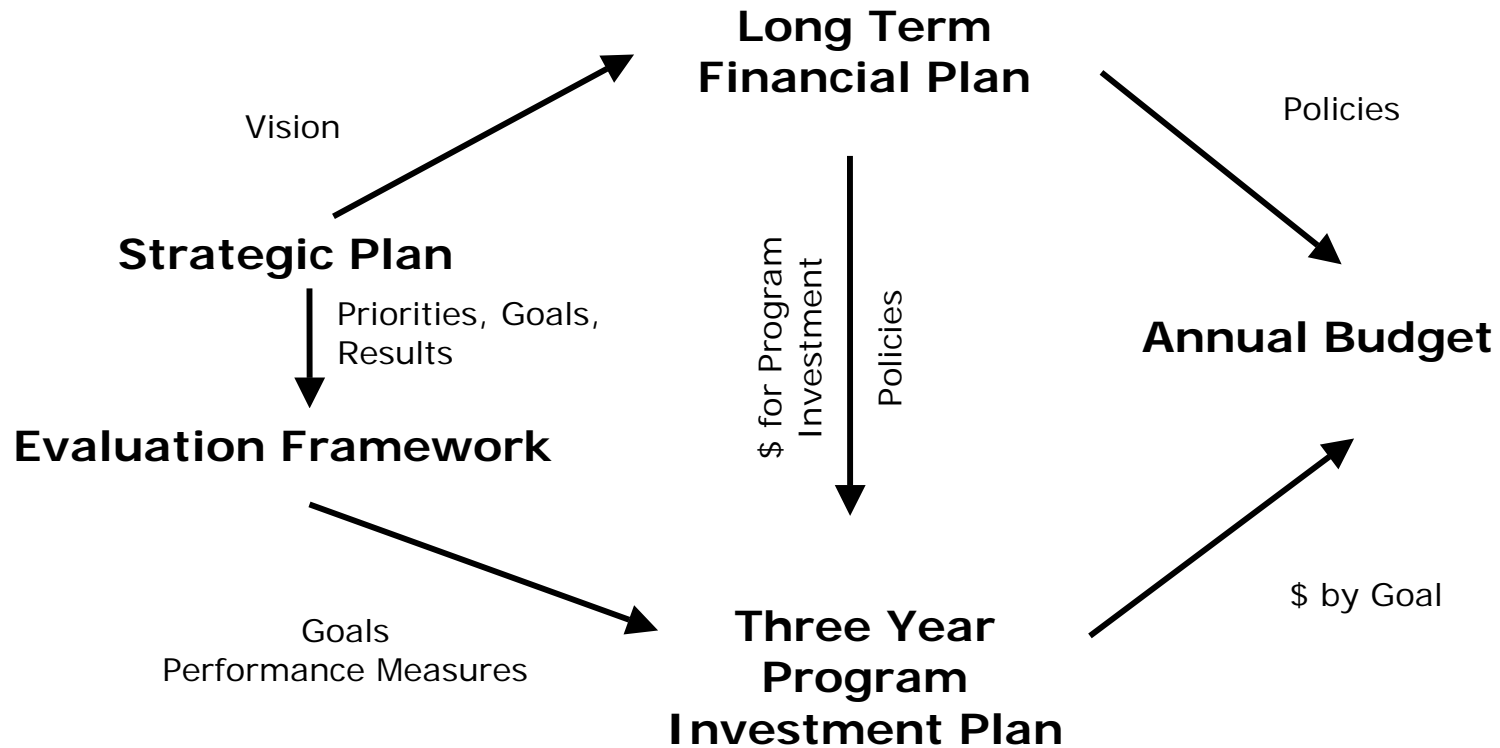 Long Term
Financial Plan
Vision
Policies
Strategic Plan
Priorities, Goals,
Results
$ for Program
Investment
Policies
Annual Budget
Evaluation Framework
$ by Goal
Goals
Performance Measures
Three Year
Program
Investment Plan